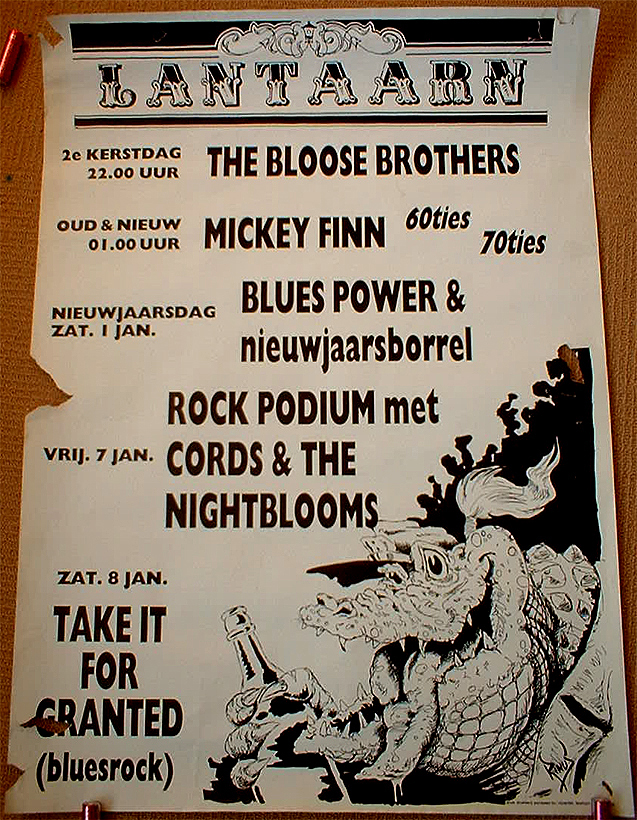 LANTAARN
2e KERSTDAG
22.00 UUR
THE BLOOSE BROTHERS
OUD & NIEUW
01.00 UUR
MICKEY FINN
60ties
70ties
NIEUWJAARSDAG
ZAT. 1 JAN.
BLUES POWER &
nieuwjaarsborrel
VRIJ. 7 JAN.
ROCK PODIUM met
CORDS & THE
NIGHTBLOOMS
ZAT. 8 JAN.
TAKE IT
FOR
GRANTED
(bluesrock)